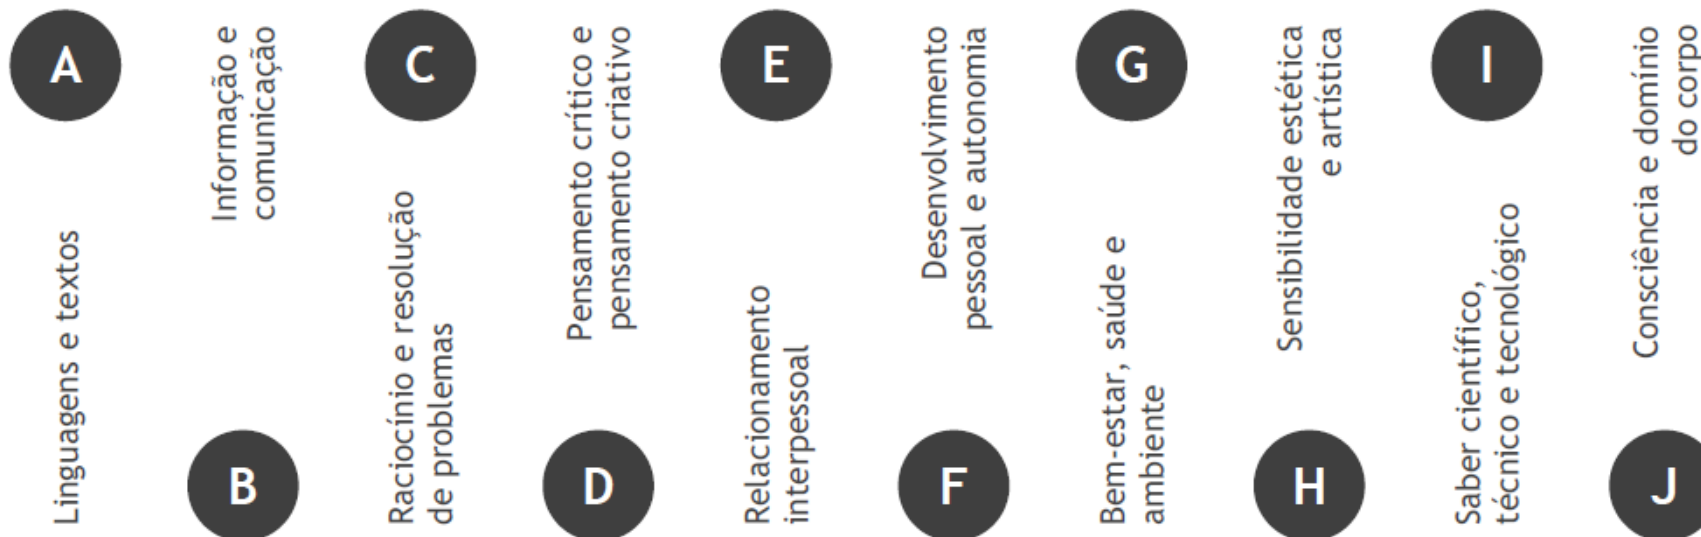 A
Linguagens e textos
Informação e
comunicação
B
C
Raciocínio e resolução
de problemas
Pensamento crítico e
pensamento criativo
D
E
Relacionamento
interpessoal
Desenvolvimento
pessoal e autonomia
F
G
Bem-estar, saúde e
ambiente
Sensibilidade estética
e artística
H
I
Saber científico,
técnico e tecnológico
Consciência e domínio
do corpo
J